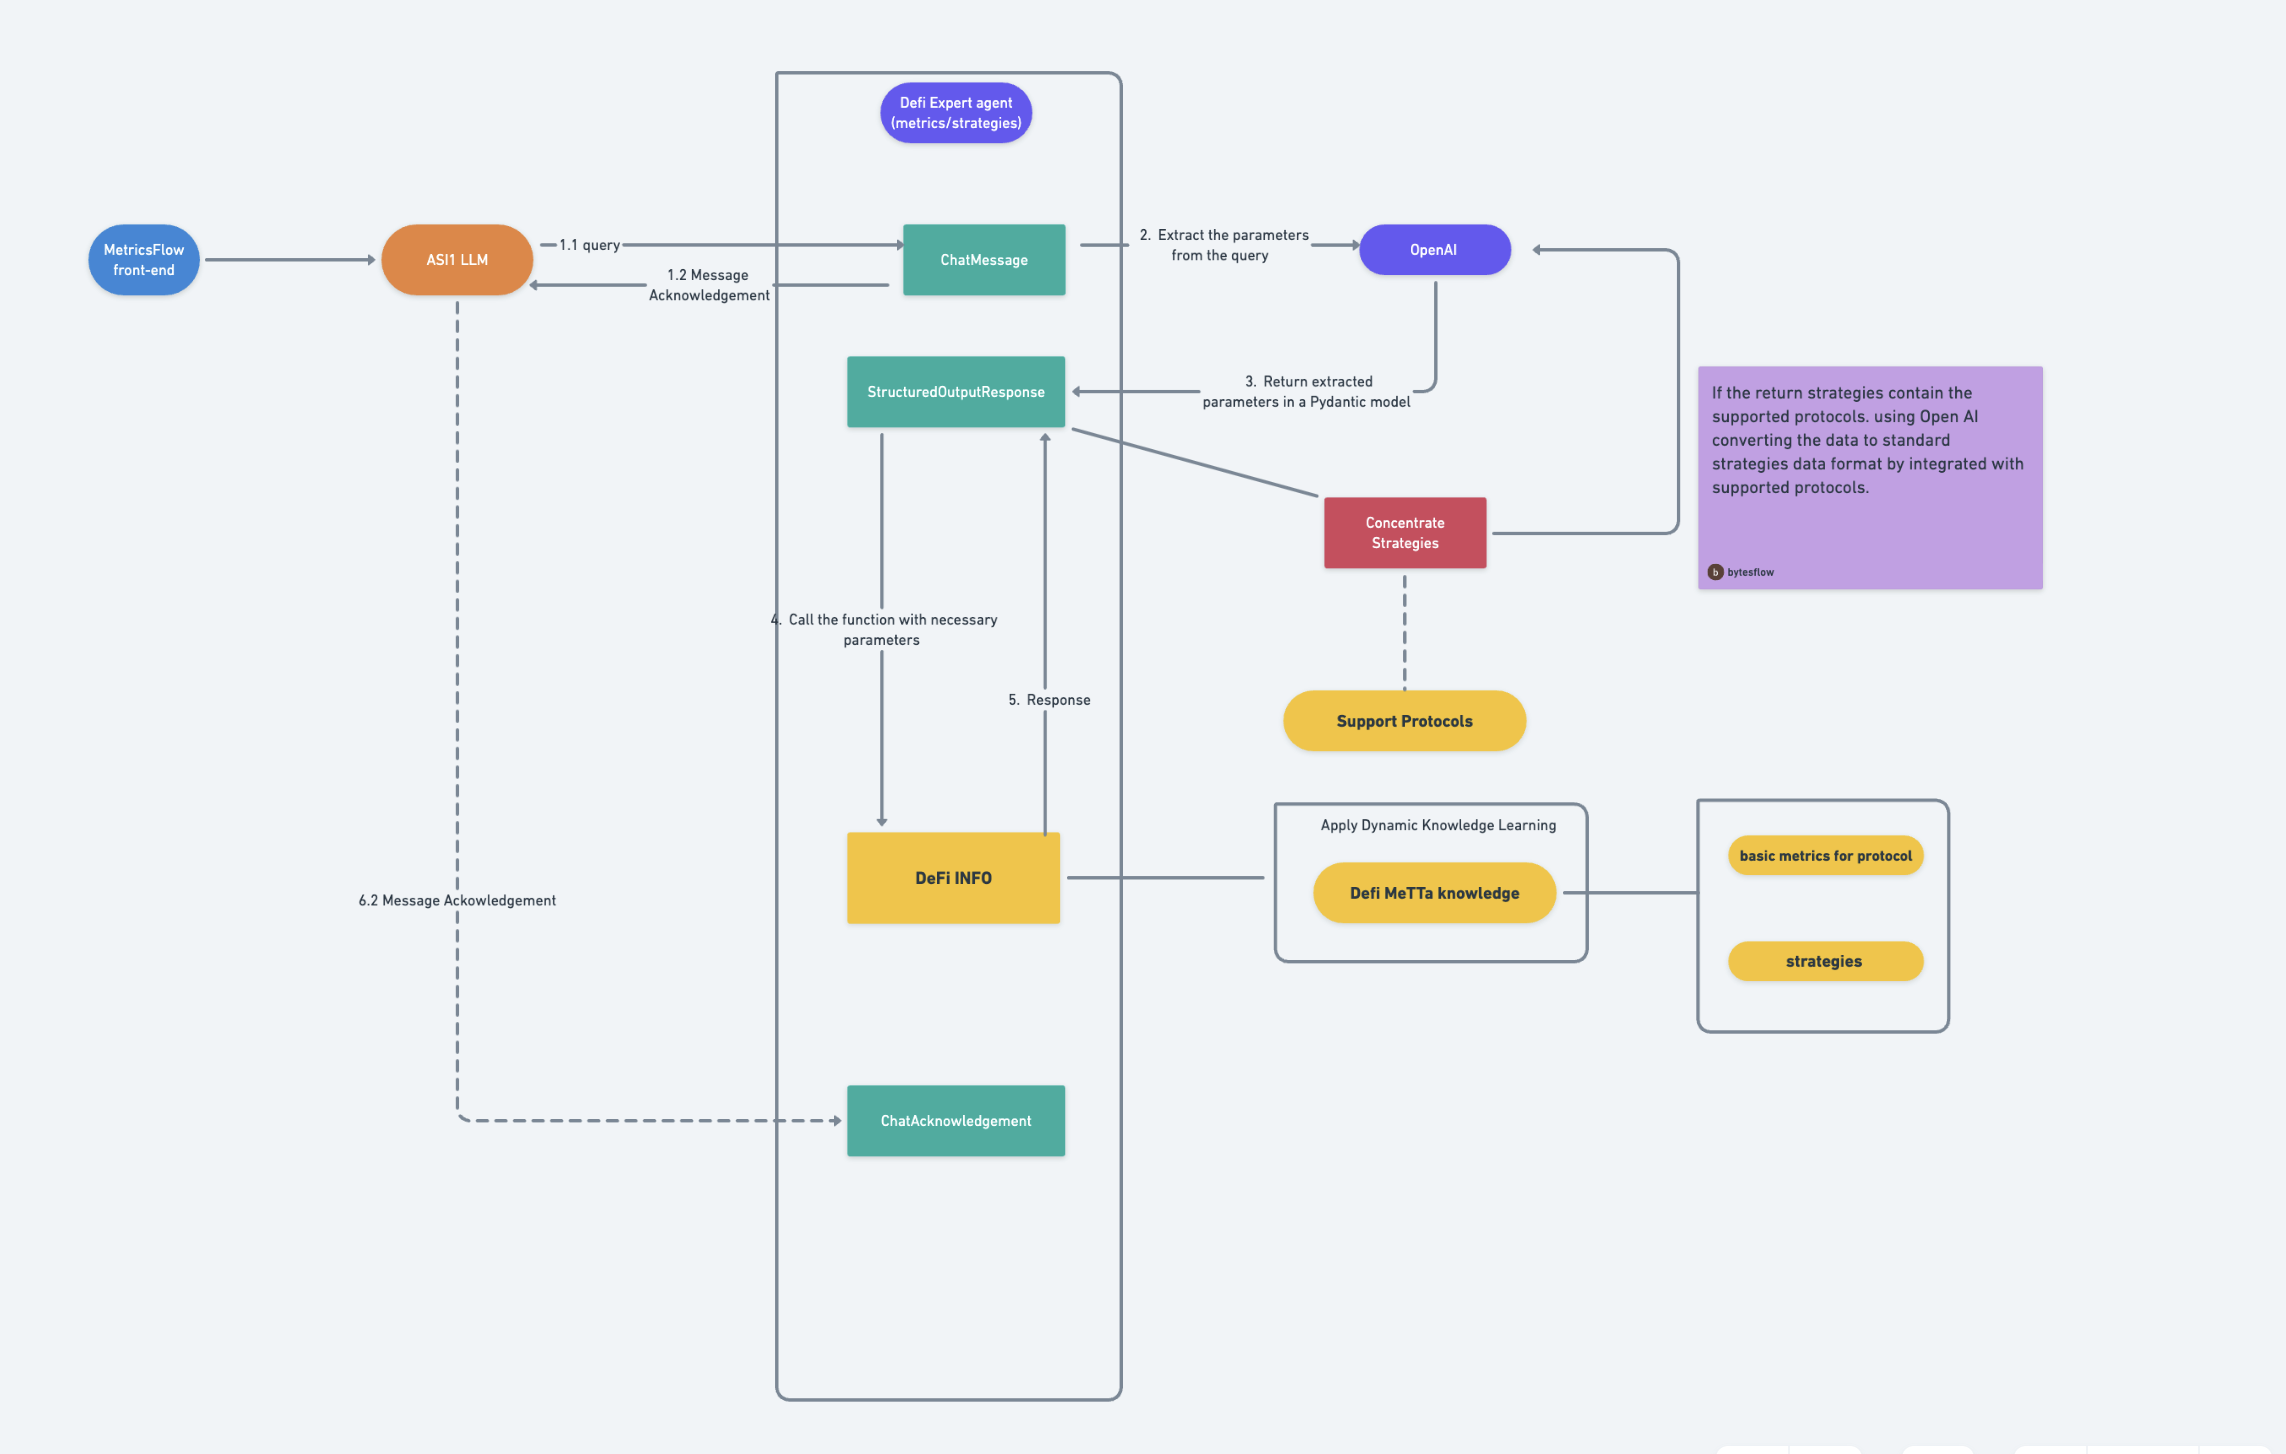 Defi Expert agent
(metrics/strategies)
MetricsFlow
front-end
ASI1 LLM
1.1 query
1.2 Message
Acknowledgement
ChatMessage
2. Extract the parameters
from the query
OpenAI
StructuredOutputResponse
3. Return extracted
parameters in a Pydantic model
If the return strategies contain the
supported protocols. using Open AI
converting the data to standard
strategies data format by integrated with
supported protocols.
b bytesflow
Concentrate
Strategies
4. Call the function with necessary
parameters
5. Response
Support Protocols
DeFi INFO
Apply Dynamic Knowledge Learning
Defi MeTTa knowledge
basic metrics for protocol
strategies
6.2 Message Ackowledgement
ChatAcknowledgement